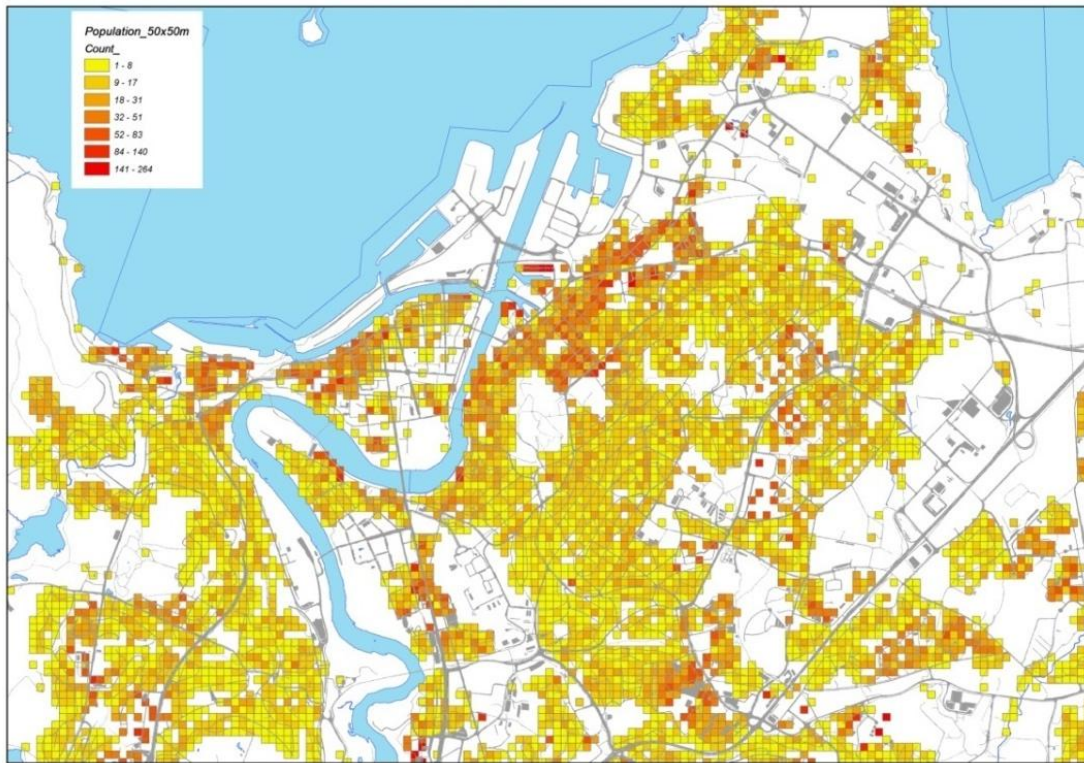 Population_50x50m
Count_
1 - 8
9 - 17
18 - 31
32 - 51
52 - 83
84 - 140
141 - 264